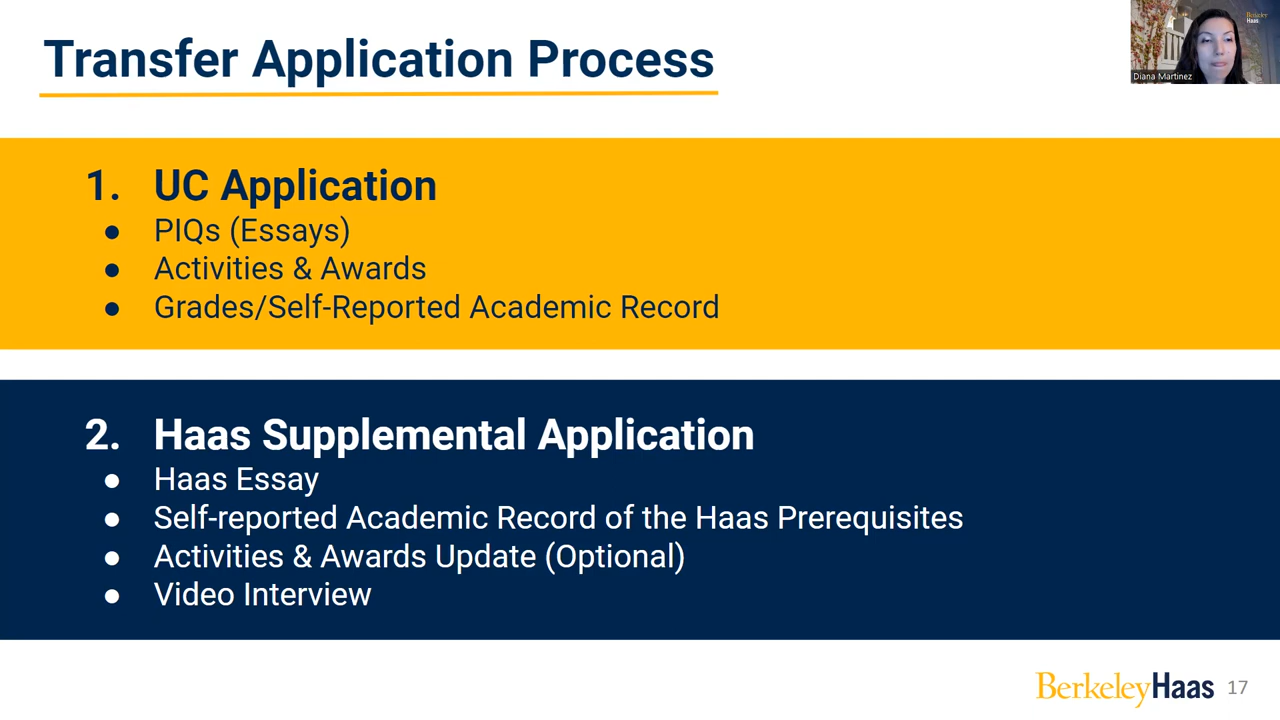 Transfer Application Process
Berkeley
Haas
Diana Martinez
1. UC Application
● PIQs (Essays)
● Activities & Awards
● Grades/Self-Reported Academic Record
2. Haas Supplemental Application
● Haas Essay
● Self-reported Academic Record of the Haas Prerequisites
● Activities & Awards Update (Optional)
● Video Interview
BerkeleyHaas 17